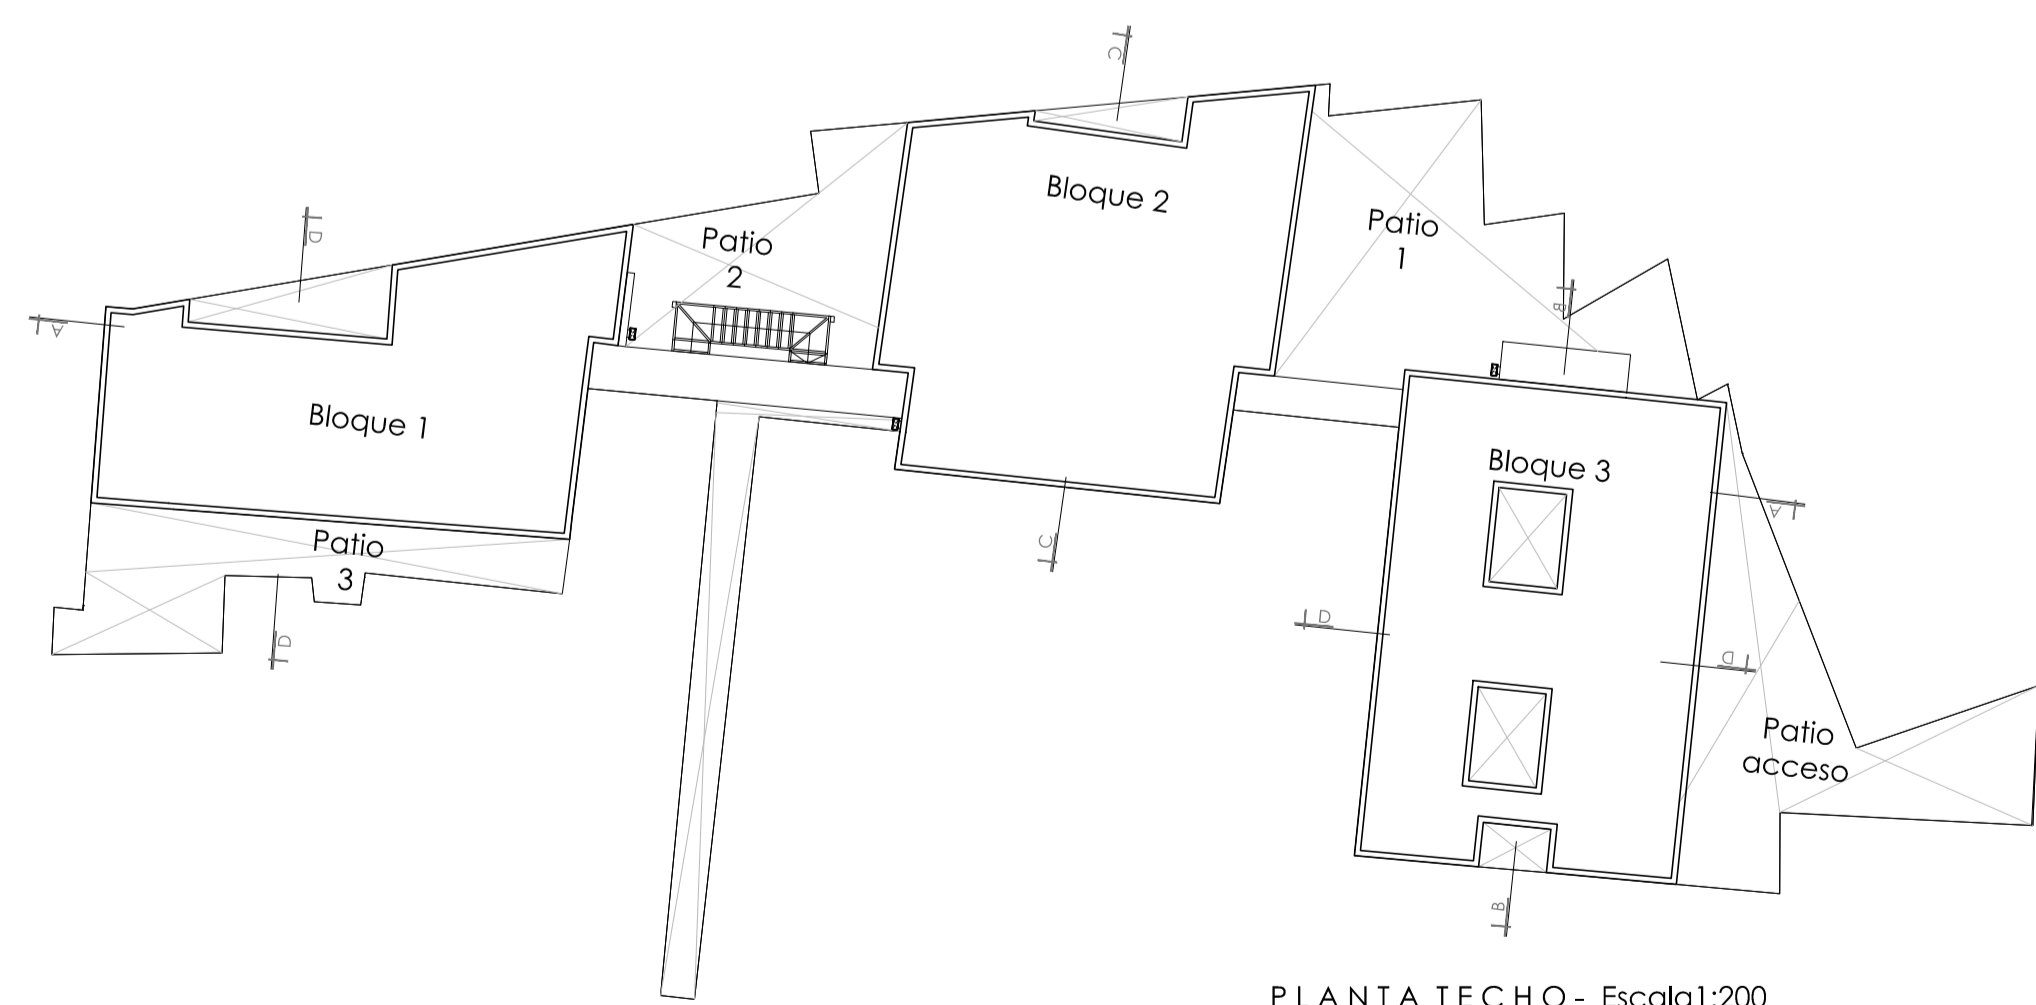 C
Bloque 2
D
Patio
2
Patio
1
B
A
Bloque 1
Bloque 3
A
C
Patio
3
D
D
D
Patio
acceso
B
PLANTA TECHO - Escala1:200